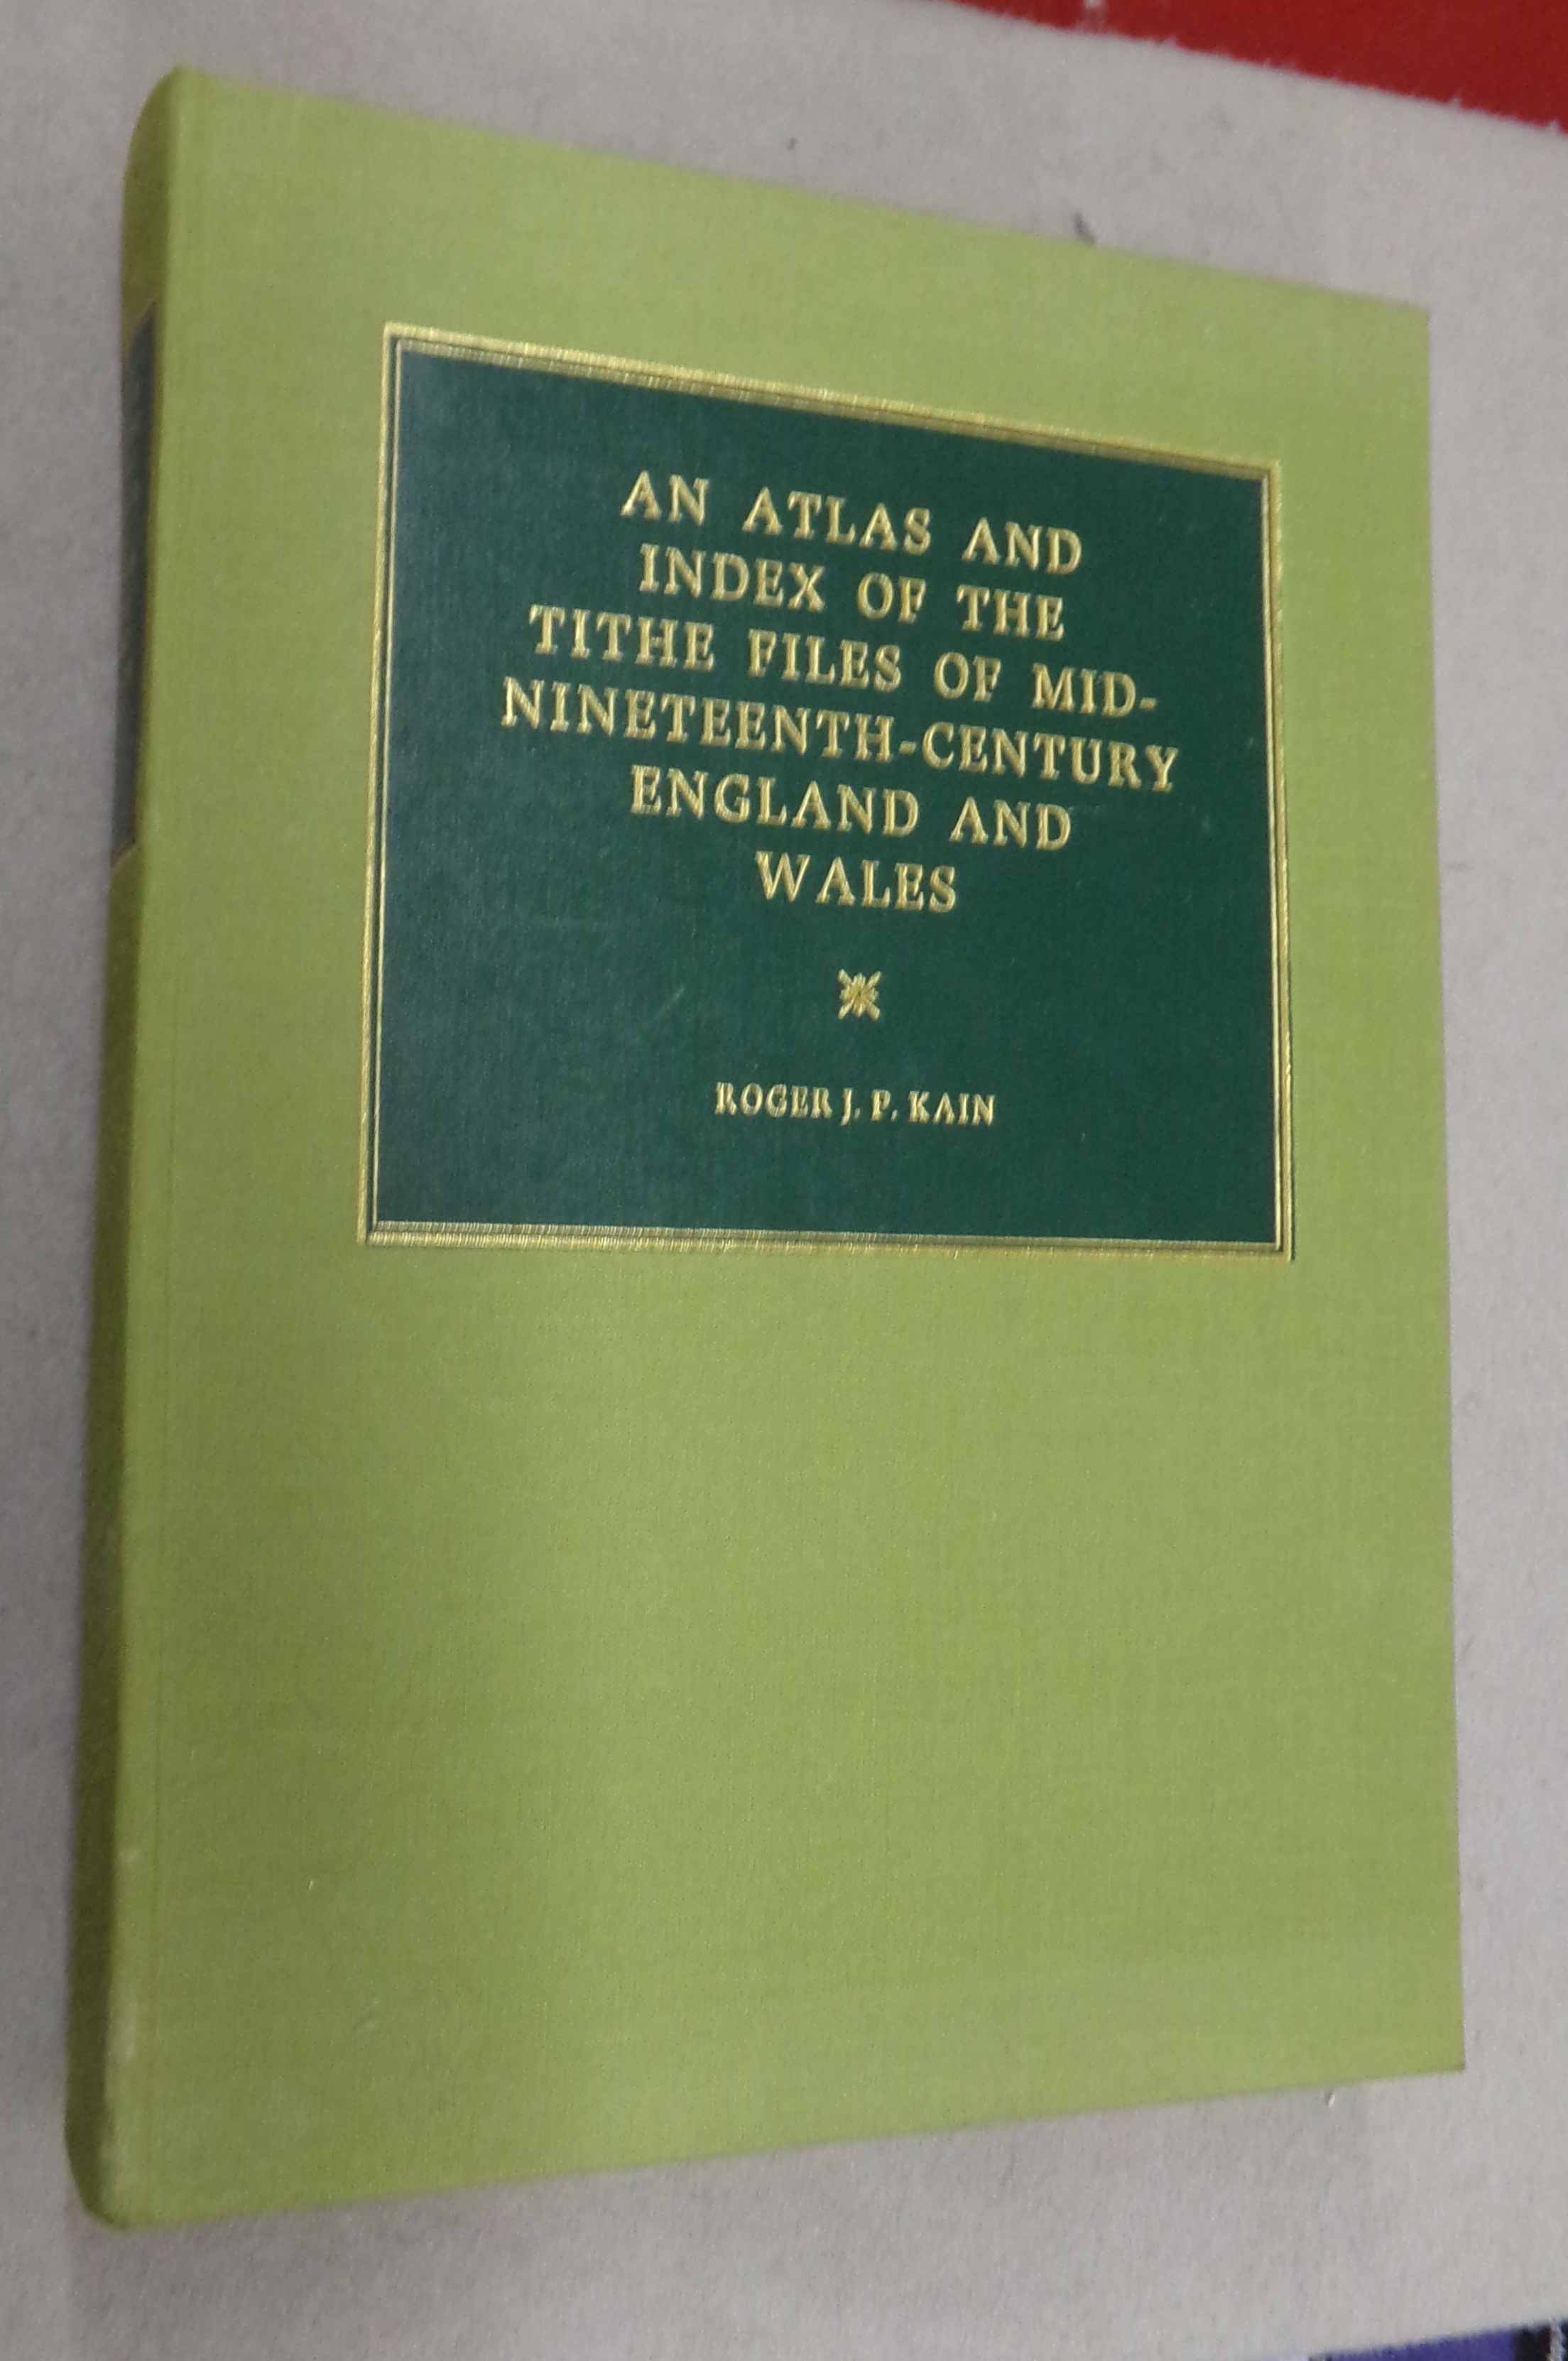 AN ATLAS AND
INDEX OF THE
TITHE FILES OF MID-
NINETEENTH-CENTURY
ENGLAND AND
WALES
ROGER J. P. KAIN